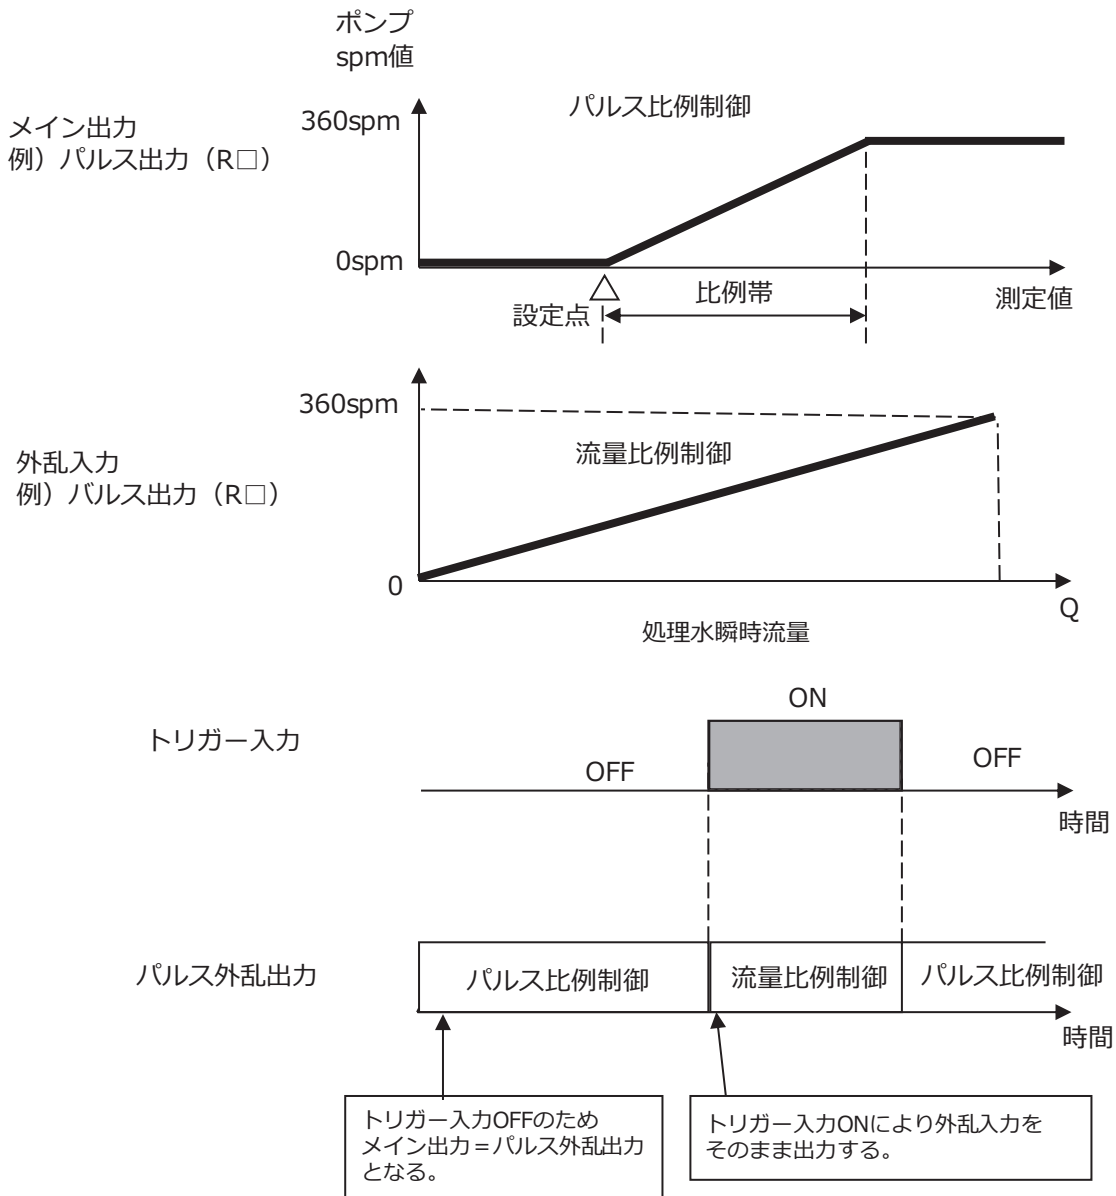 ポンプ
spm値
パルス比例制御
メイン出力
例）パルス出力（R□）
360spm
0spm
設定点
比例帯
測定値
360spm
外乱入力
例）バルス出力（R□）
流量比例制御
0
Q
処理水瞬時流量
ON
トリガー入力
OFF
OFF
時間
パルス外乱出力
パルス比例制御
流量比例制御
パルス比例制御
時間
トリガー入力OFFのため
メイン出力＝パルス外乱出力
となる。
トリガー入力ONにより外乱入力を
そのまま出力する。